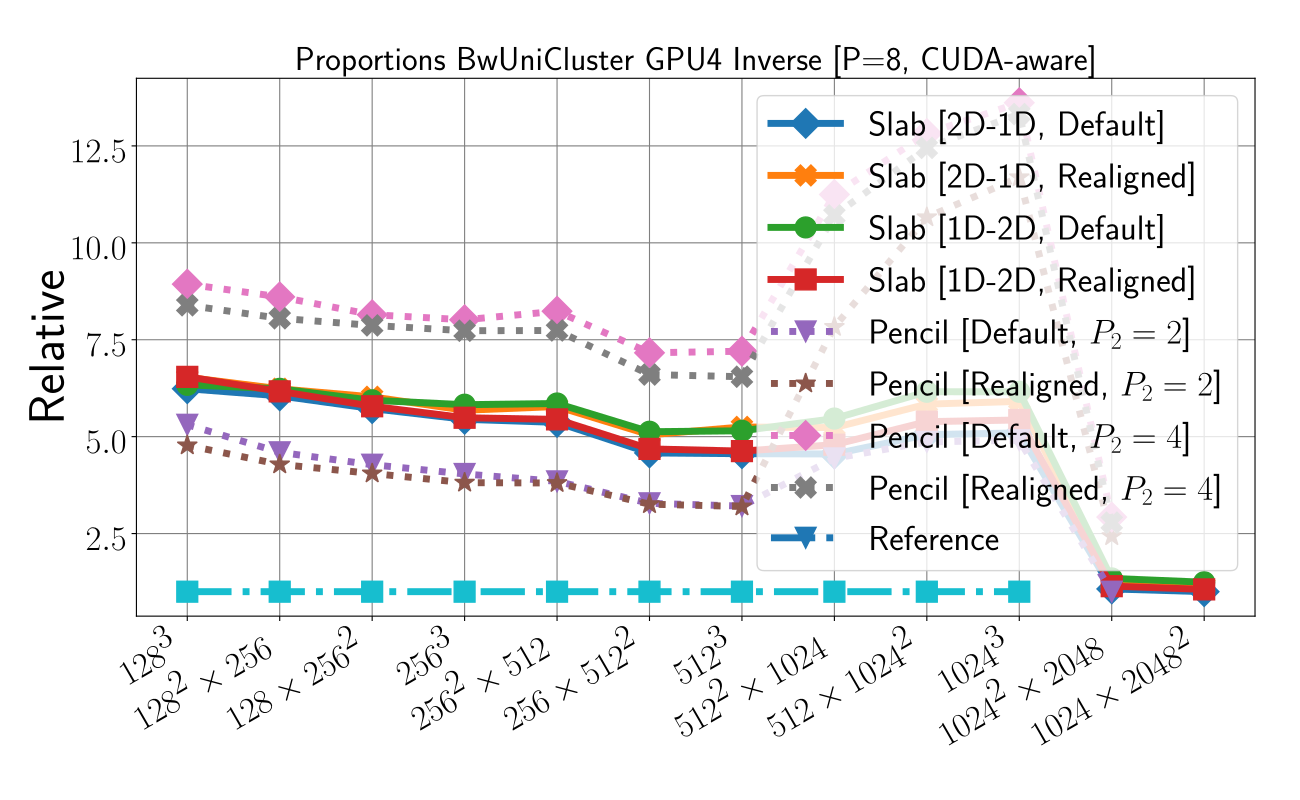 Proportions BwUniCluster GPU4 Inverse [P=8, CUDA-aware]
Relative
12.5
10.0
7.5
5.0
2.5
Slab [2D-1D, Default]
Slab [2D-1D, Realigned]
Slab [1D-2D, Default]
Slab [1D-2D, Realigned]
Pencil [Default, P₂ = 2]
Pencil [Realigned, P₂ = 2]
Pencil [Default, P₂ = 4]
Pencil [Realigned, P₂ = 4]
Reference
128³
128² × 256
128 × 256²
256³
256² × 512
256 × 512²
512³
512² × 1024
512 × 1024²
1024³
1024² × 2048
1024 × 2048²